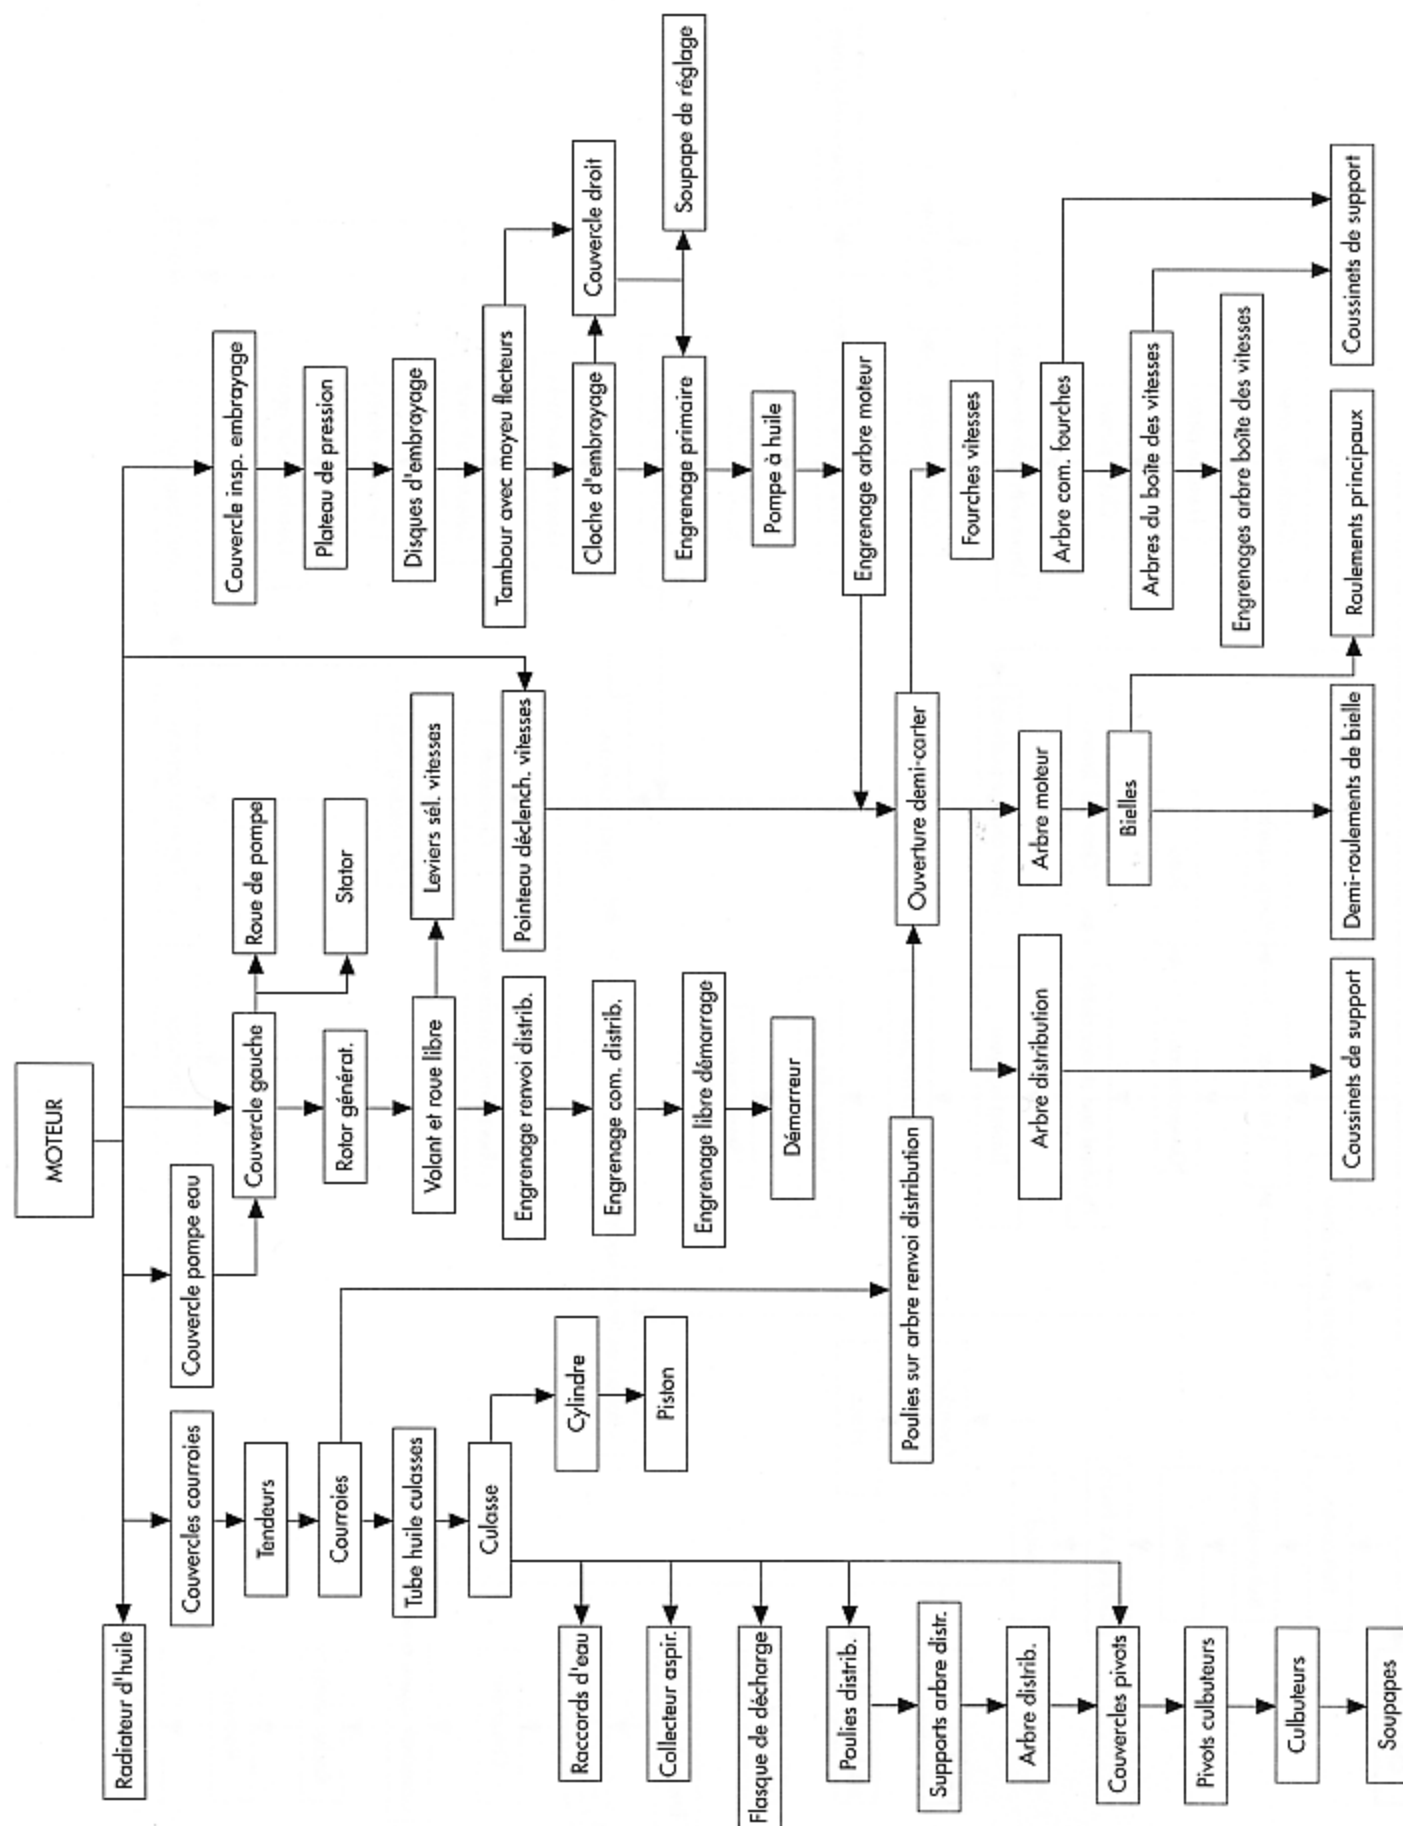 MOTEUR
Radiateur d'huile
Couvercles courroies
Tendeurs
Courroies
Tube huile culasses
Culasse
Cylindre
Piston
Raccords d'eau
Collecteur aspir.
Flasque de décharge
Poulies distrib.
Supports arbre distr.
Arbre distrib.
Couvercles pivots
Pivots culbuteurs
Culbuteurs
Soupapes
Couvercle pompe eau
Couvercle gauche
Roue de pompe
Stator
Rotor générat.
Volant et roue libre
Leviers sél. vitesses
Engrenage renvoi distrib.
Engrenage com. distrib.
Engrenage libre démarrage
Démarreur
Poulies sur arbre renvoi distribution
Pointeau déclench. vitesses
Couvercle insp. embrayage
Plateau de pression
Disques d'embrayage
Tambour avec moyeu flecteurs
Cloche d'embrayage
Couvercle droit
Soupape de réglage
Engrenage primaire
Pompe à huile
Engrenage arbre moteur
Ouverture demi-carter
Arbre distribution
Coussinets de support
Arbre moteur
Bielles
Demi-roulements de bielle
Roulements principaux
Fourches vitesses
Arbre com. fourches
Arbres du boîte des vitesses
Engrenages arbre boîte des vitesses
Coussinets de support